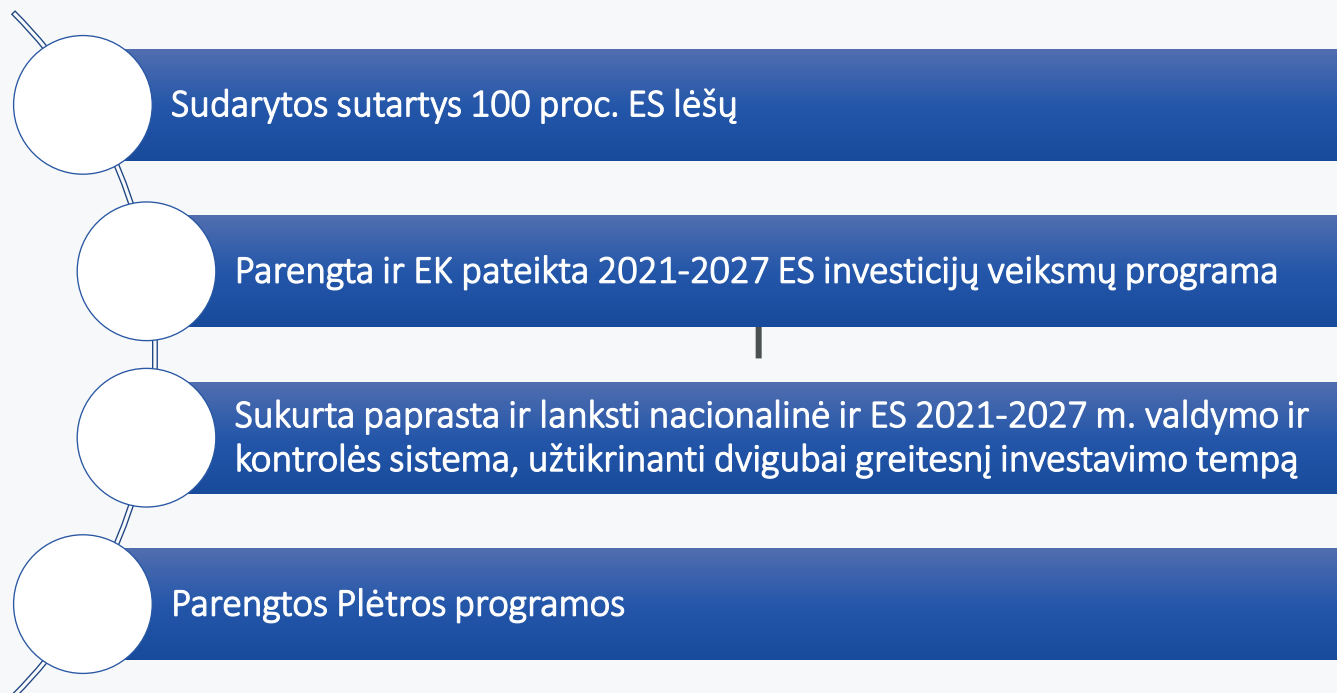 Sudarytos sutartys 100 proc. ES lėšų
Parengta ir EK pateikta 2021-2027 ES investicijų veiksmų programa
Sukurta paprasta ir lanksti nacionalinė ir ES 2021-2027 m. valdymo ir
kontrolės sistema, užtikrinanti dvigubai greitesnį investavimo tempą
Parengtos Plėtros programos